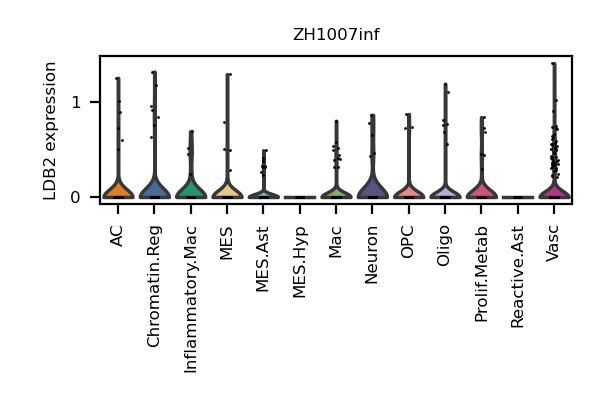 ZH1007inf
LDB2 expression
1
0
AC
Chromatin.Reg
Inflammatory.Mac
MES
MES.Ast
MES.Hyp
Mac
Neuron
OPC
Oligo
Prolif.Metab
Reactive.Ast
Vasc